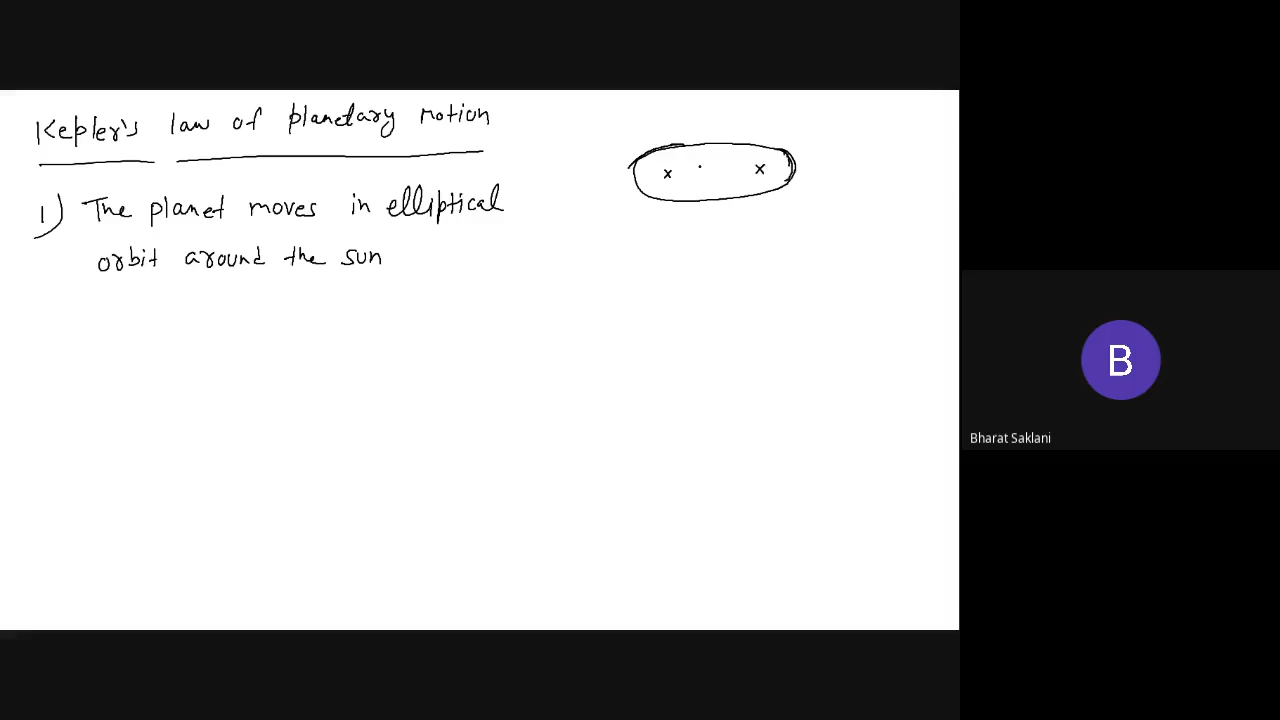 Kepler's law of planetary motion
1) The planet moves in elliptical
orbit around the sun
x x
B
Bharat Saklani